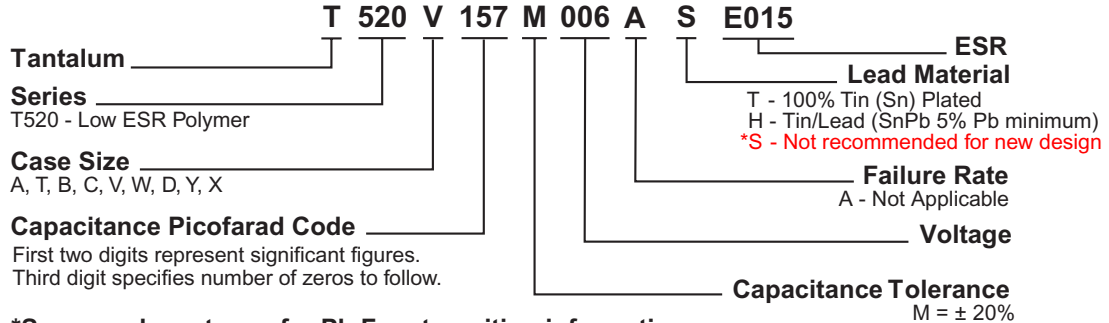 T 520 V 157 M 006 A S E015
Tantalum
Series
T520 - Low ESR Polymer
Case Size
A, T, B, C, V, W, D, Y, X
Capacitance Picofarad Code
First two digits represent significant figures.
Third digit specifies number of zeros to follow.
ESR
Lead Material
T - 100% Tin (Sn) Plated
H - Tin/Lead (SnPb 5% Pb minimum)
*S - Not recommended for new design
Failure Rate
A - Not Applicable
Voltage
Capacitance Tolerance
M = ± 20%